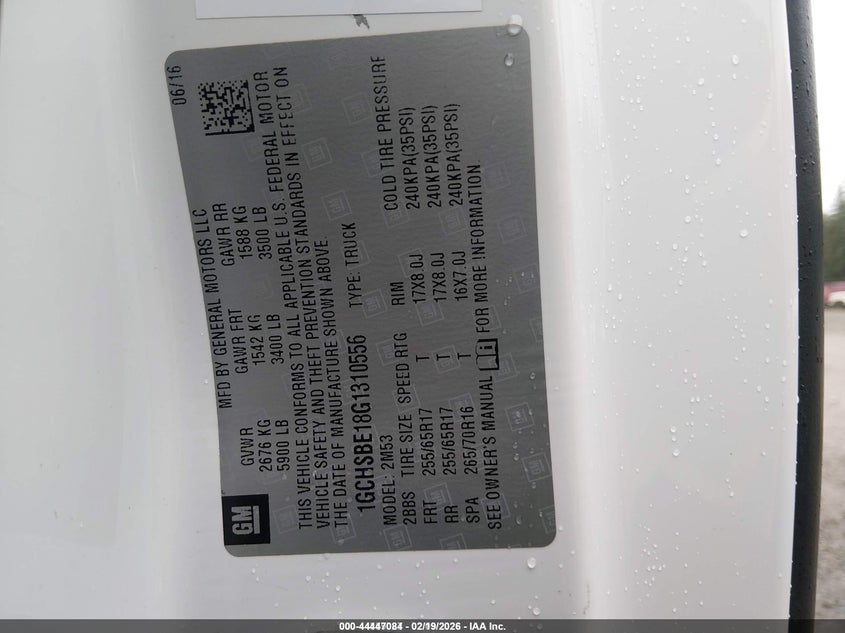 MFD BY GENERAL MOTORS LLC 06/16
GVWR GAWR FRT GAWR RR
2676 KG 1542 KG 1588 KG
5900 LB 3400 LB 3500 LB
THIS VEHICLE CONFORMS TO ALL APPLICABLE U.S. FEDERAL MOTOR
VEHICLE SAFETY AND THEFT PREVENTION STANDARDS IN EFFECT ON
THE DATE OF MANUFACTURE SHOWN ABOVE.
1GCHSBE18G1310556 TYPE: TRUCK
MODEL: 2M53
2BBS TIRE SIZE SPEED RTG RIM COLD TIRE PRESSURE
FRT 255/65R17 T 17X8.0J 240KPA(35PSI)
RR 255/65R17 T 17X8.0J 240KPA(35PSI)
SPA 265/70R16 T 16X7.0J 240KPA(35PSI)
SEE OWNER'S MANUAL FOR MORE INFORMATION
GM
02/19/2026 - IAA Inc.